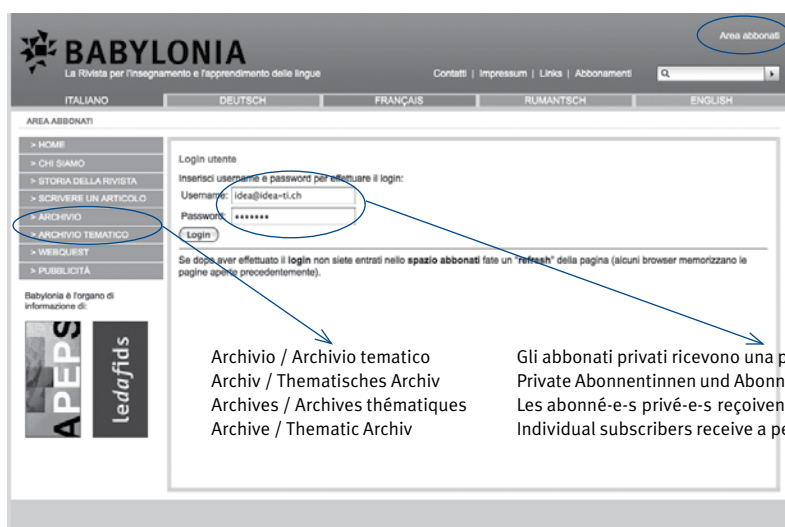 Area abbonati
BABYLONIA
La Rivista per l'insegnamento e l'apprendimento delle lingue
Contatti | Impressum | Links | Abbonamenti
ITALIANO DEUTSCH FRANÇAIS RUMANTSCH ENGLISH
AREA ABBONATI
> HOME
> CHI SIAMO
> STORIA DELLA RIVISTA
> SCRIVERE UN ARTICOLO
> ARCHIVIO
> ARCHIVIO TEMATICO
> WEBQUEST
> PUBBLICITÀ
Babylonia è l'organo di
informazione di:
APEPS
ledafids
Login utente
Inserisci username e password per effettuare il login:
Username: idea@idea-ti.ch
Password: •••••••
Login
Se dopo aver effettuato il login non siete entrati nello spazio abbonati fate un "refresh" della pagina (alcuni browser memorizzano le
pagine aperte precedentemente).
Archivio / Archivio tematico
Archiv / Thematisches Archiv
Archives / Archives thématiques
Archive / Thematic Archiv
Gli abbonati privati ricevono una p
Private Abonnentinnen und Abonn
Les abonné-e-s privé-e-s reçoiven
Individual subscribers receive a pe